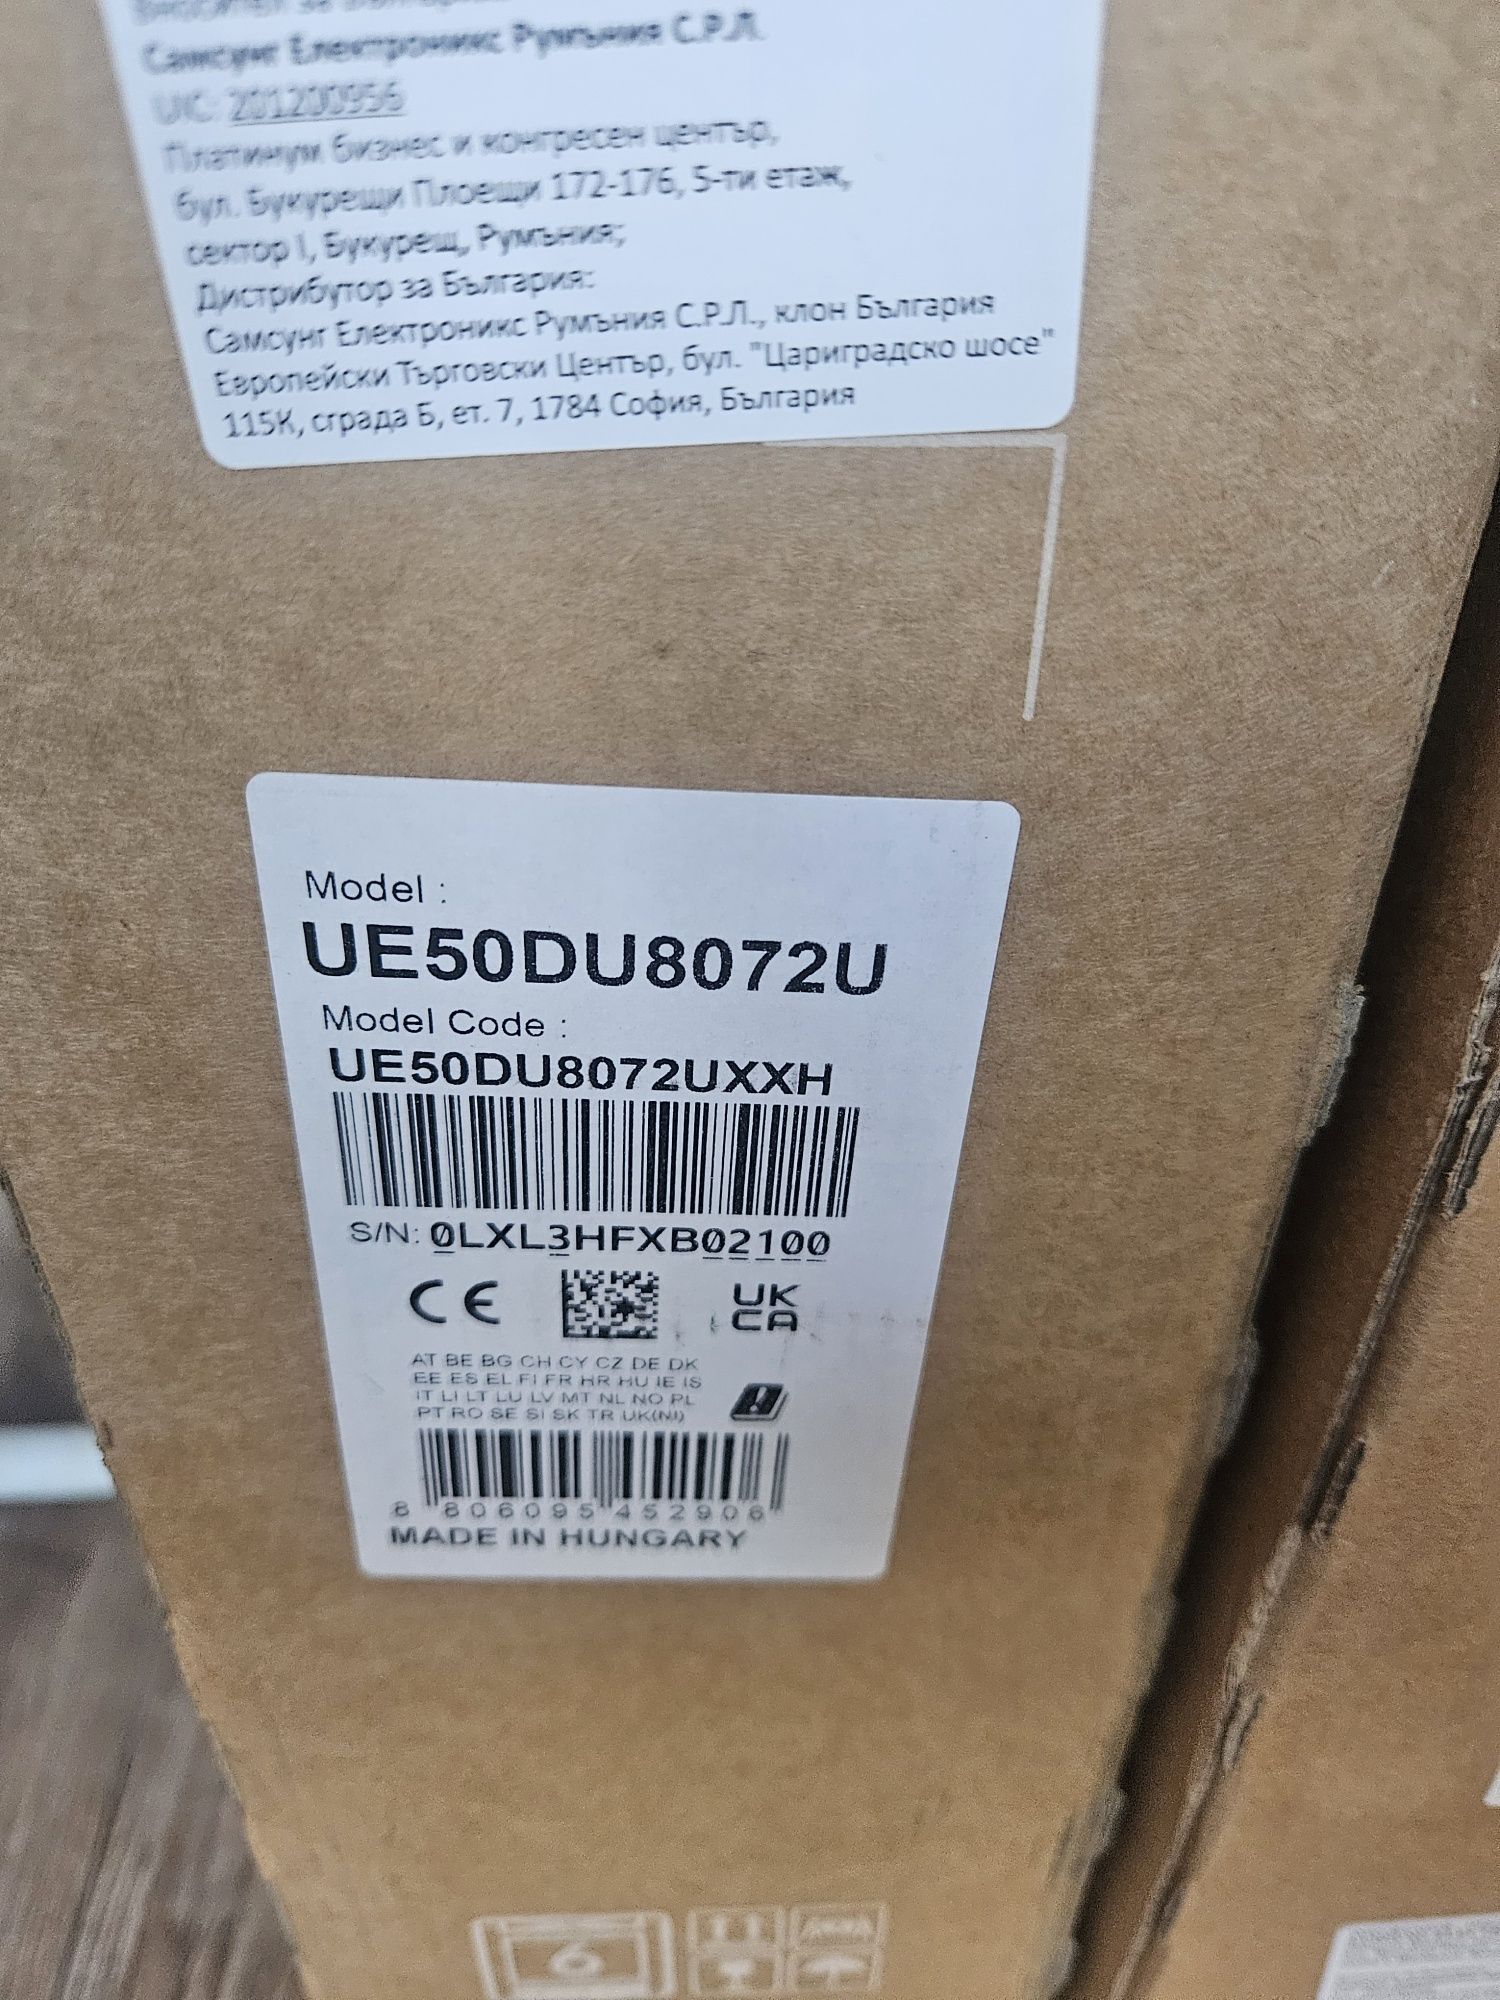 Самсунг Електроникс Румъния С.Р.Л.
UIC: 201200956
Платинум бизнес и конгресен център,
бул. Букурещи Плоещи 172-176, 5-ти етаж,
сектор I, Букурещ, Румъния;
Дистрибутор за България:
Самсунг Електроникс Румъния С.Р.Л., клон България
Европейски Търговски Център, бул. "Цариградско шосе"
115К, сграда Б, ет. 7, 1784 София, България
Model :
UE50DU8072U
Model Code :
UE50DU8072UXXH
S/N: 0LXL3HFXB02100
CE
UK
CA
AT BE BG CH CY CZ DE DK
EE ES EL FI FR HR HU IE IS
IT LI LT LU LV MT NL NO PL
PT RO SE SI SK TR UK(NI)
8 806095 452906
MADE IN HUNGARY
6